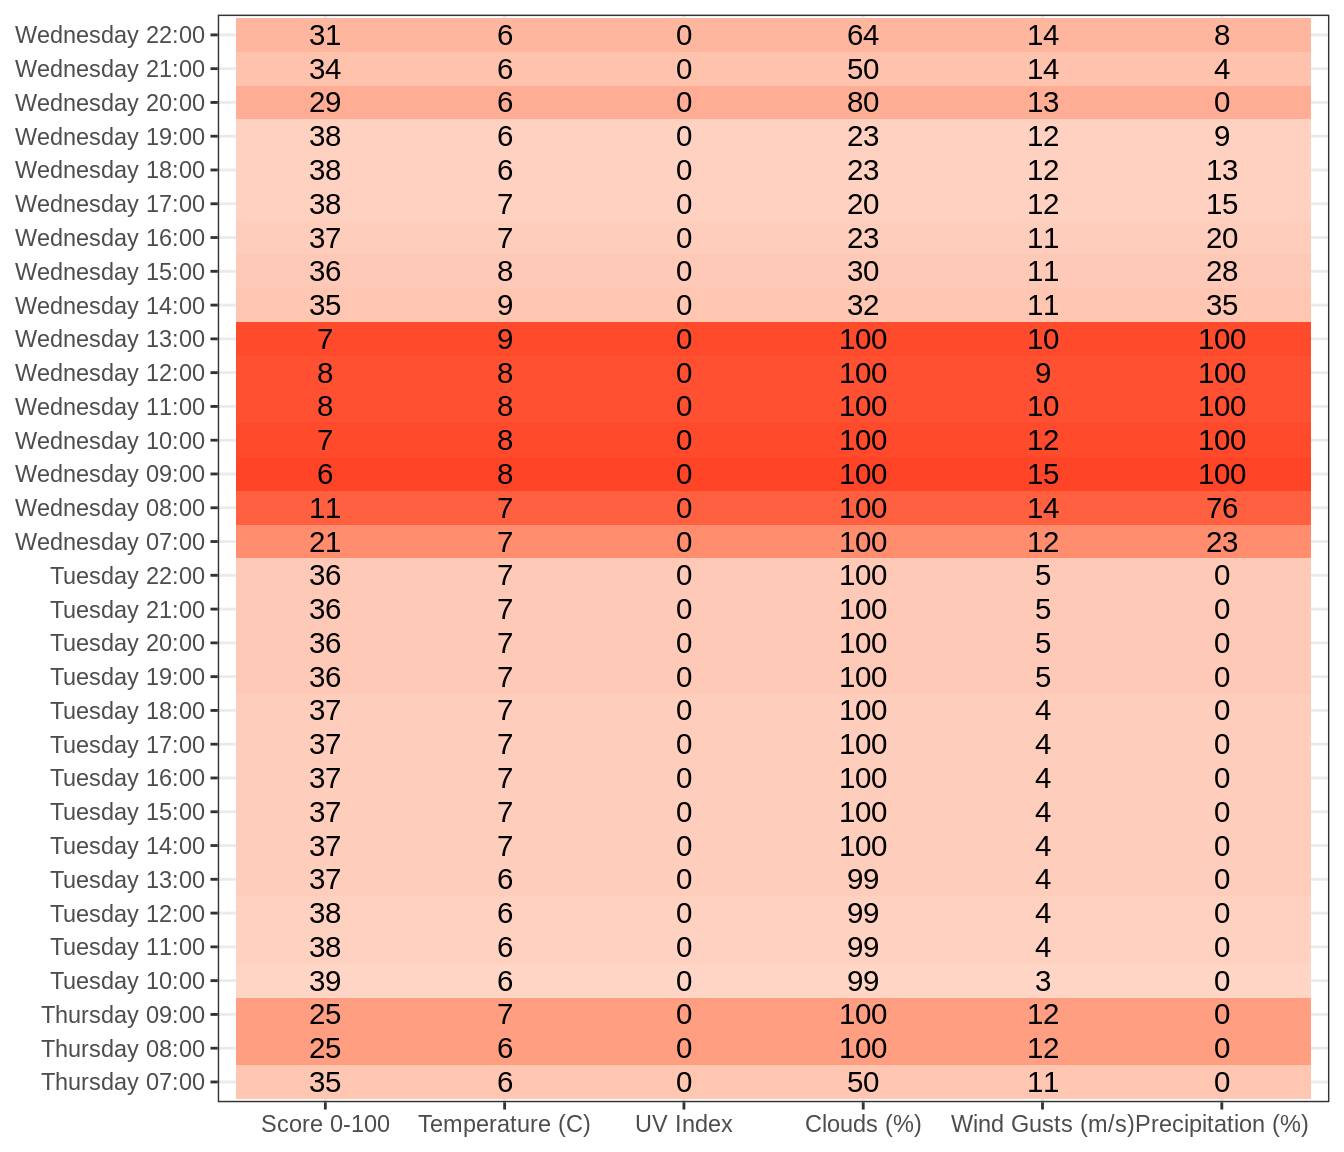 Wednesday 22:00 31 6 0 64 14 8
Wednesday 21:00 34 6 0 50 14 4
Wednesday 20:00 29 6 0 80 13 0
Wednesday 19:00 38 6 0 23 12 9
Wednesday 18:00 38 6 0 23 12 13
Wednesday 17:00 38 7 0 20 12 15
Wednesday 16:00 37 7 0 23 11 20
Wednesday 15:00 36 8 0 30 11 28
Wednesday 14:00 35 9 0 32 11 35
Wednesday 13:00 7 9 0 100 10 100
Wednesday 12:00 8 8 0 100 9 100
Wednesday 11:00 8 8 0 100 10 100
Wednesday 10:00 7 8 0 100 12 100
Wednesday 09:00 6 8 0 100 15 100
Wednesday 08:00 11 7 0 100 14 76
Wednesday 07:00 21 7 0 100 12 23
Tuesday 22:00 36 7 0 100 5 0
Tuesday 21:00 36 7 0 100 5 0
Tuesday 20:00 36 7 0 100 5 0
Tuesday 19:00 36 7 0 100 5 0
Tuesday 18:00 37 7 0 100 4 0
Tuesday 17:00 37 7 0 100 4 0
Tuesday 16:00 37 7 0 100 4 0
Tuesday 15:00 37 7 0 100 4 0
Tuesday 14:00 37 7 0 100 4 0
Tuesday 13:00 37 6 0 99 4 0
Tuesday 12:00 38 6 0 99 4 0
Tuesday 11:00 38 6 0 99 4 0
Tuesday 10:00 39 6 0 99 3 0
Thursday 09:00 25 7 0 100 12 0
Thursday 08:00 25 6 0 100 12 0
Thursday 07:00 35 6 0 50 11 0
Score 0-100 Temperature (C) UV Index Clouds (%) Wind Gusts (m/s) Precipitation (%)